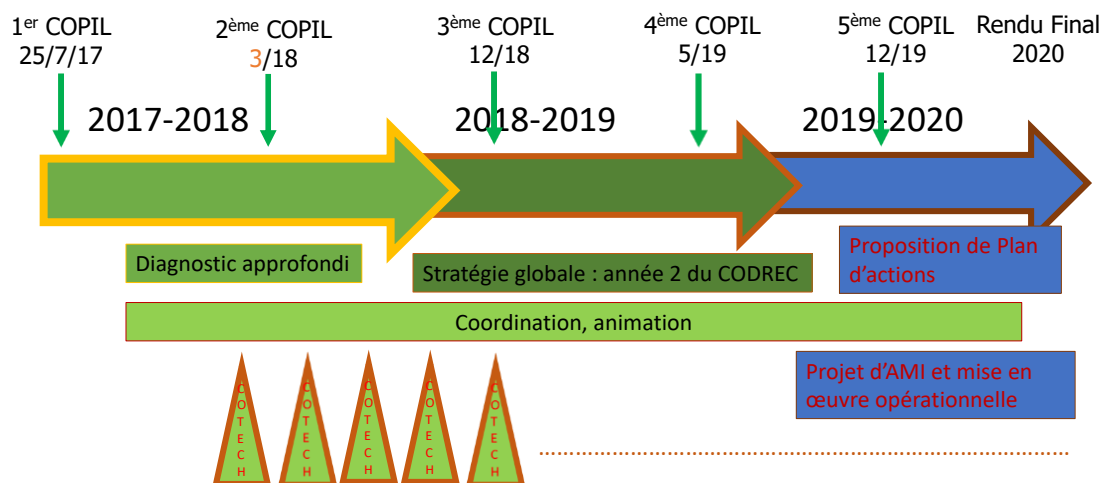 1er COPIL
25/7/17
2ème COPIL
3/18
3ème COPIL
12/18
4ème COPIL
5/19
5ème COPIL
12/19
Rendu Final
2020
2017-2018
2018-2019
2019-2020
Diagnostic approfondi
Stratégie globale : année 2 du CODREC
Proposition de Plan
d’actions
Coordination, animation
Projet d’AMI et mise en
œuvre opérationnelle
COTECH
COTECH
COTECH
COTECH
COTECH